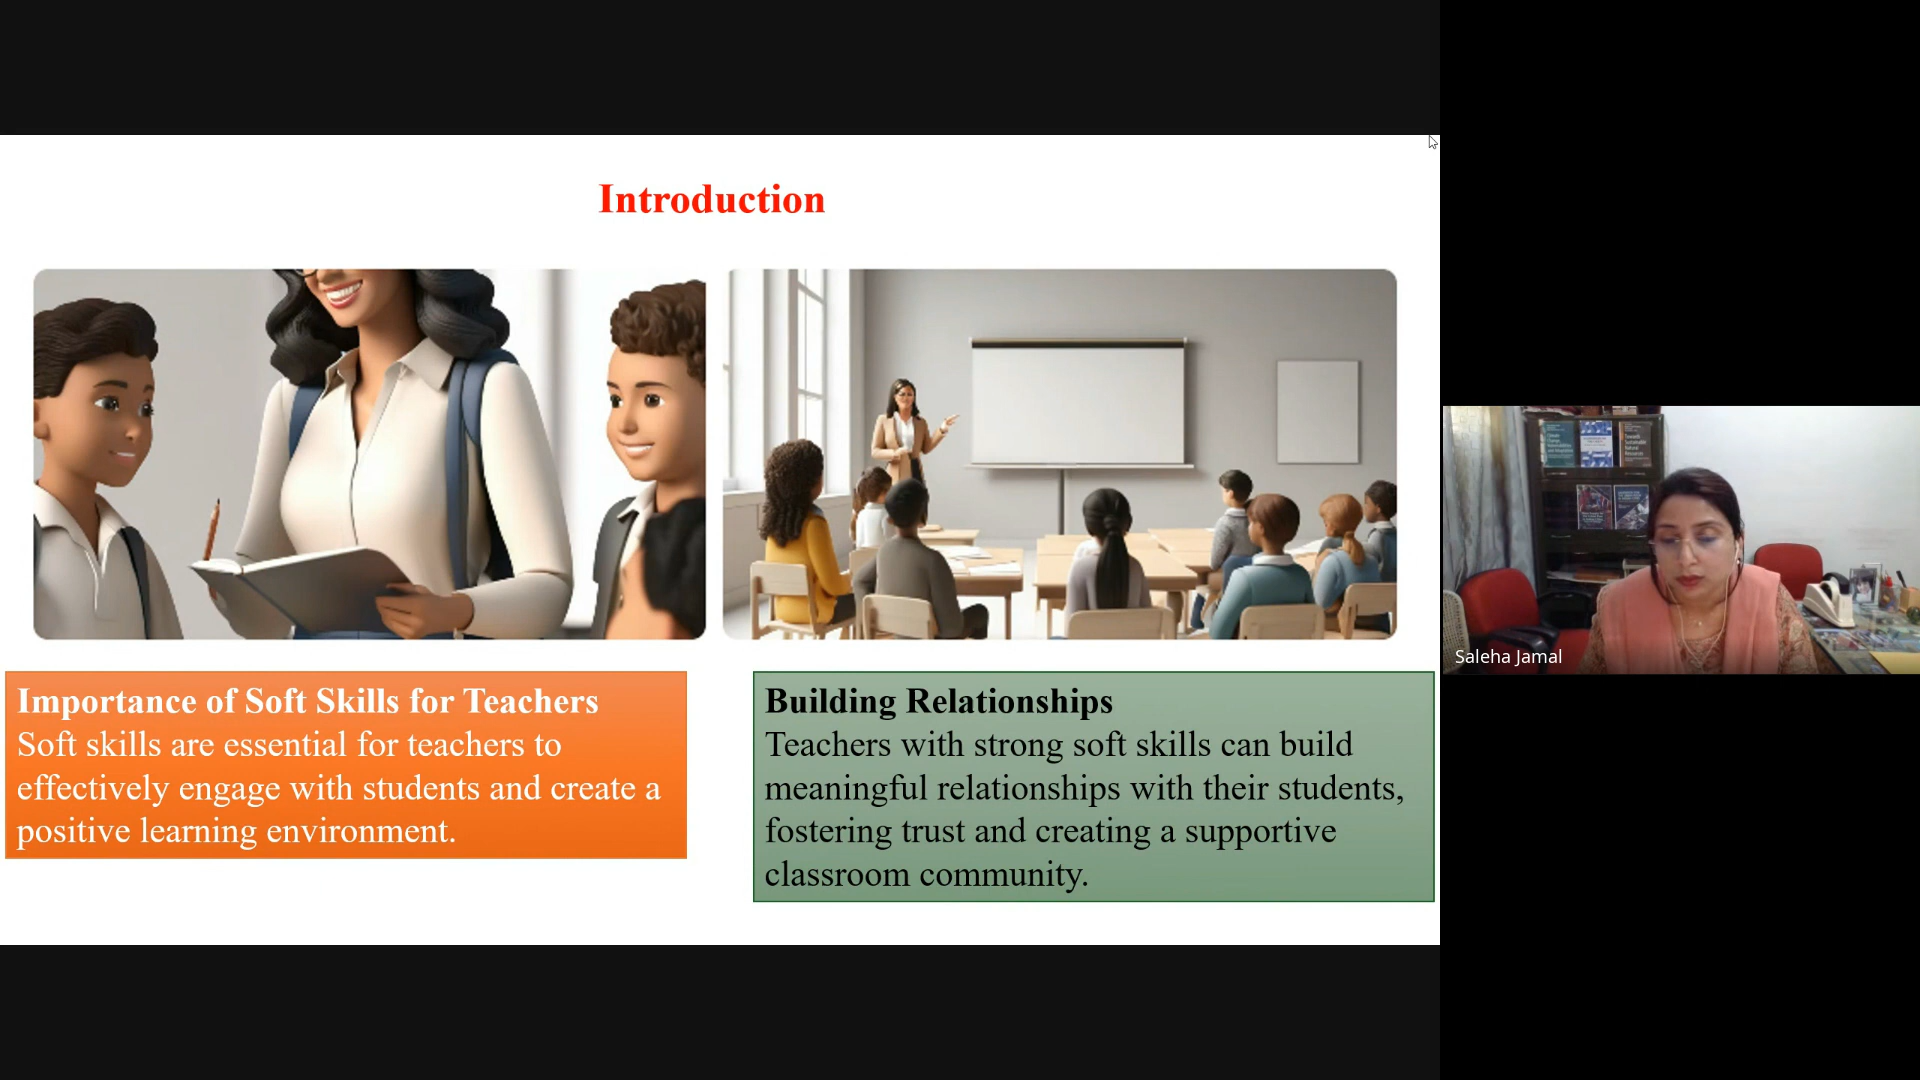 Introduction
Importance of Soft Skills for Teachers
Soft skills are essential for teachers to
effectively engage with students and create a
positive learning environment.
Building Relationships
Teachers with strong soft skills can build
meaningful relationships with their students,
fostering trust and creating a supportive
classroom community.
Saleha Jamal